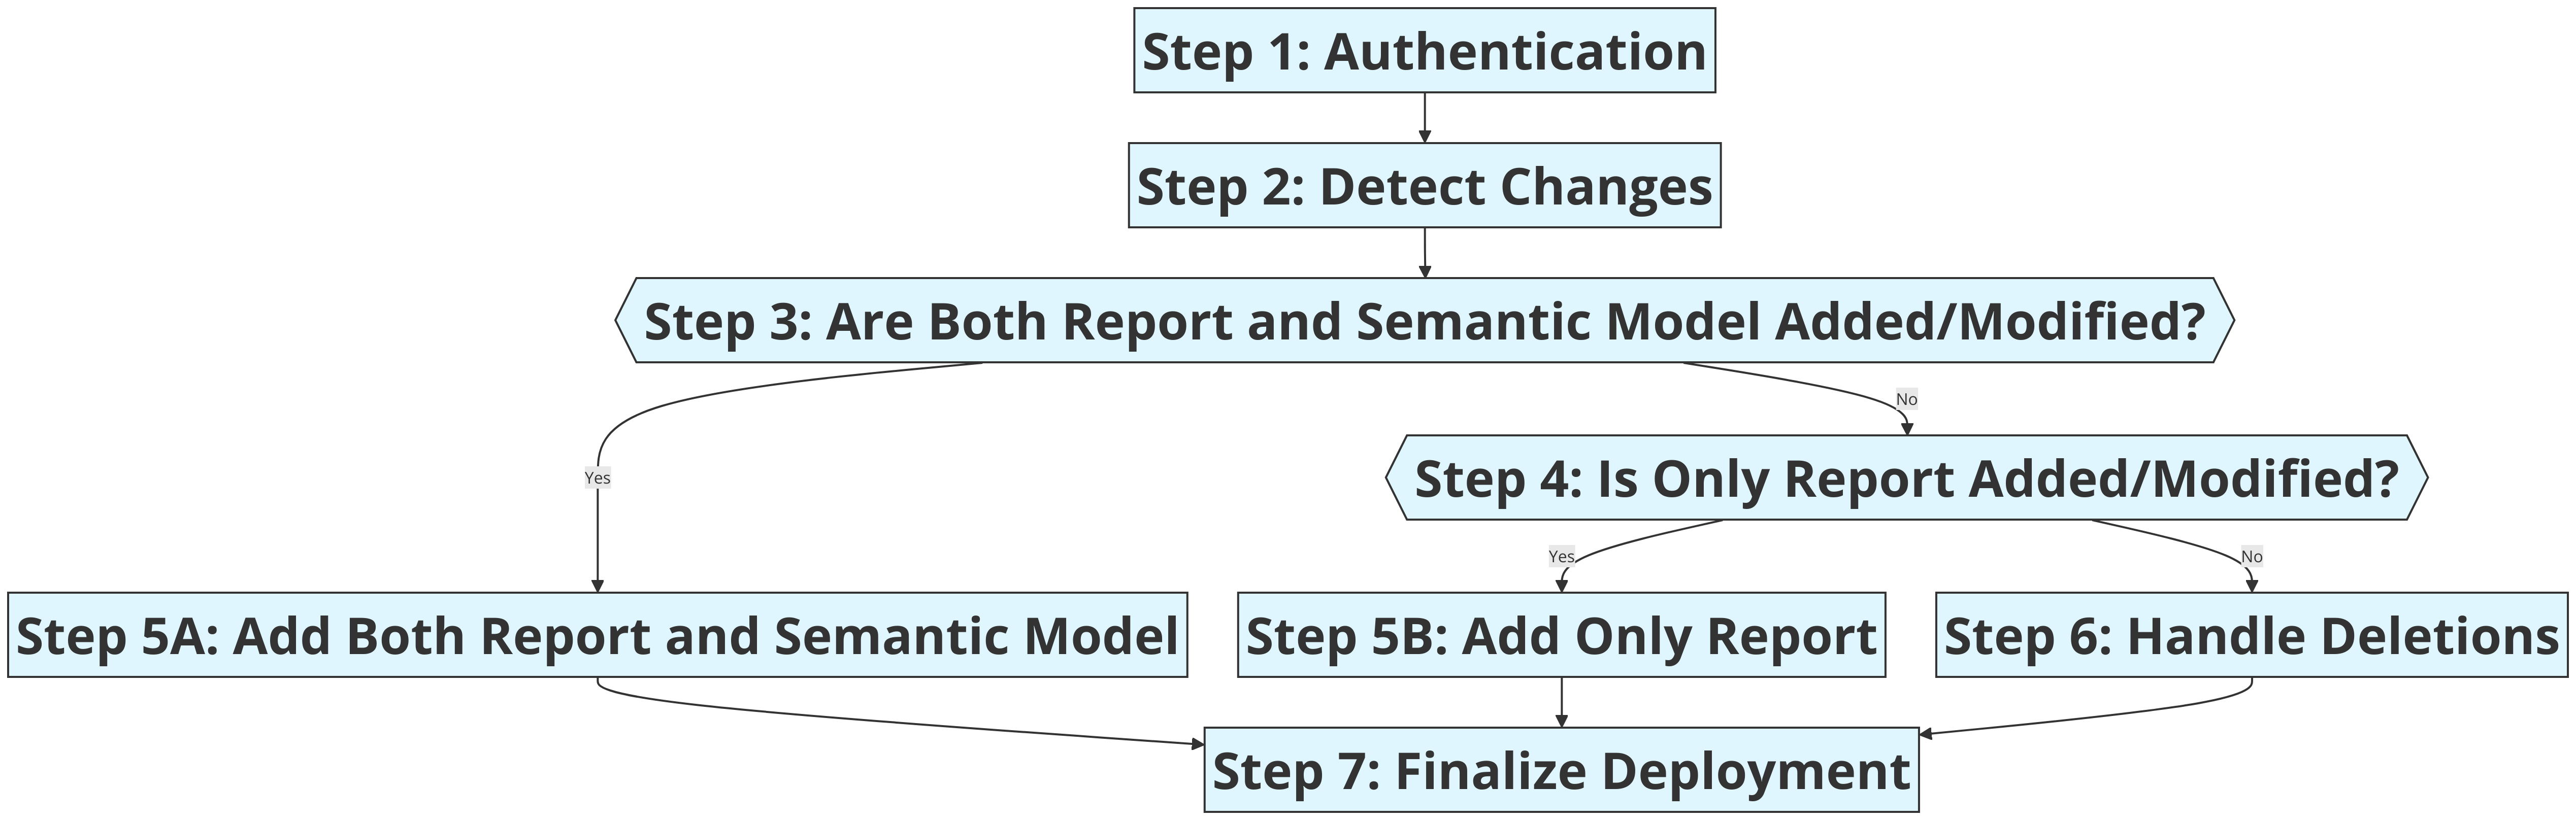 Step 1: Authentication
Step 2: Detect Changes
Step 3: Are Both Report and Semantic Model Added/Modified?
No
Yes
Step 4: Is Only Report Added/Modified?
Yes
No
Step 5A: Add Both Report and Semantic Model
Step 5B: Add Only Report
Step 6: Handle Deletions
Step 7: Finalize Deployment